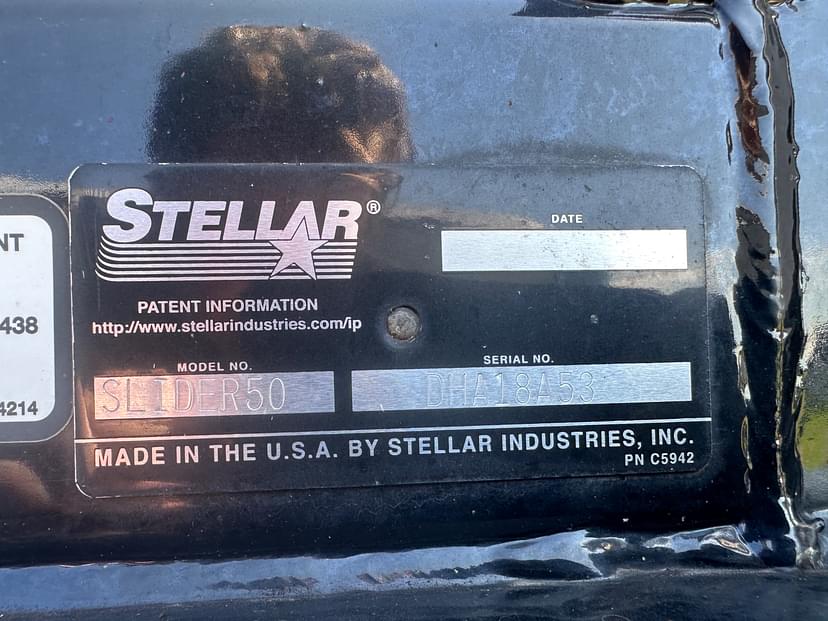 NT
438
4214
STELLAR®
DATE
PATENT INFORMATION
http://www.stellarindustries.com/ip
MODEL NO.
SLIDER50
SERIAL NO.
DHA18A53
MADE IN THE U.S.A. BY STELLAR INDUSTRIES, INC.
PN C5942